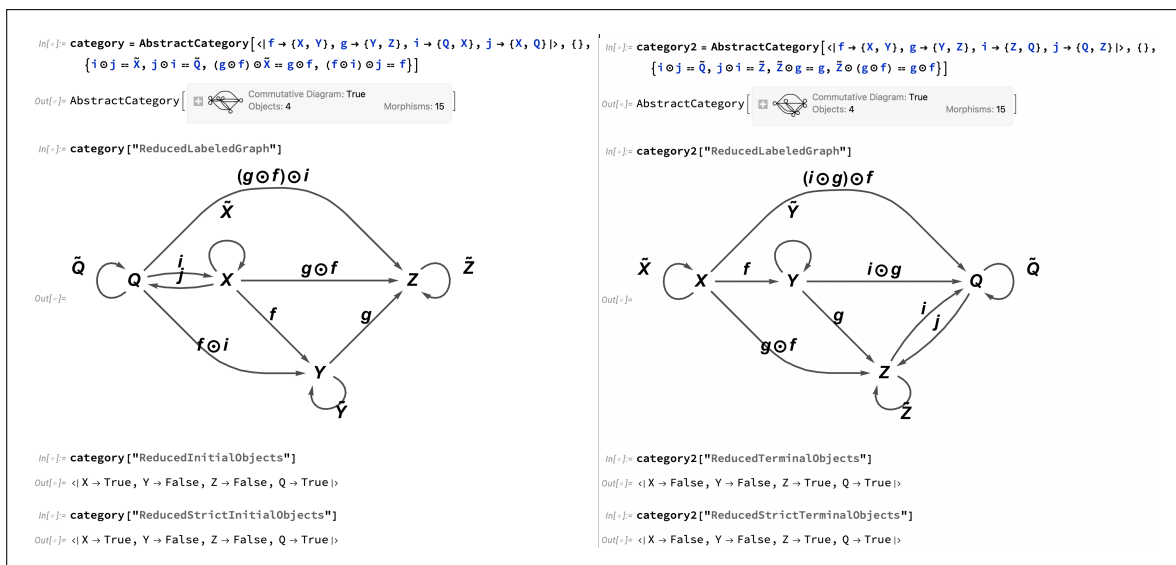 In[◦]:= category = AbstractCategory[<|f → {X, Y}, g → {Y, Z}, i → {Q, X}, j → {X, Q}|>, {},
{i⊙j == X̃, j⊙i == Q̃, (g⊙f)⊙X̃ == g⊙f, (f⊙i)⊙j == f}]
Out[◦]= AbstractCategory[
Commutative Diagram: True
Objects: 4 Morphisms: 15
]
In[◦]:= category["ReducedLabeledGraph"]
(g⊙f)⊙i
X̃
Q̃
Q
i
j
X
g⊙f
Z
Z̃
Out[◦]=
f
g
f⊙i
Y
Ỹ
In[◦]:= category["ReducedInitialObjects"]
Out[◦]= <|X → True, Y → False, Z → False, Q → True|>
In[◦]:= category["ReducedStrictInitialObjects"]
Out[◦]= <|X → True, Y → False, Z → False, Q → True|>
In[◦]:= category2 = AbstractCategory[<|f → {X, Y}, g → {Y, Z}, i → {Z, Q}, j → {Q, Z}|>, {},
{i⊙j == Q̃, j⊙i == Z̃, Z̃⊙g == g, Z̃⊙(g⊙f) == g⊙f}]
Out[◦]= AbstractCategory[
Commutative Diagram: True
Objects: 4 Morphisms: 15
]
In[◦]:= category2["ReducedLabeledGraph"]
(i⊙g)⊙f
Ỹ
X̃
X
f
Y
i⊙g
Q
Q̃
Out[◦]=
i
j
g
g⊙f
Z
Z̃
In[◦]:= category2["ReducedTerminalObjects"]
Out[◦]= <|X → False, Y → False, Z → True, Q → True|>
In[◦]:= category2["ReducedStrictTerminalObjects"]
Out[◦]= <|X → False, Y → False, Z → True, Q → True|>